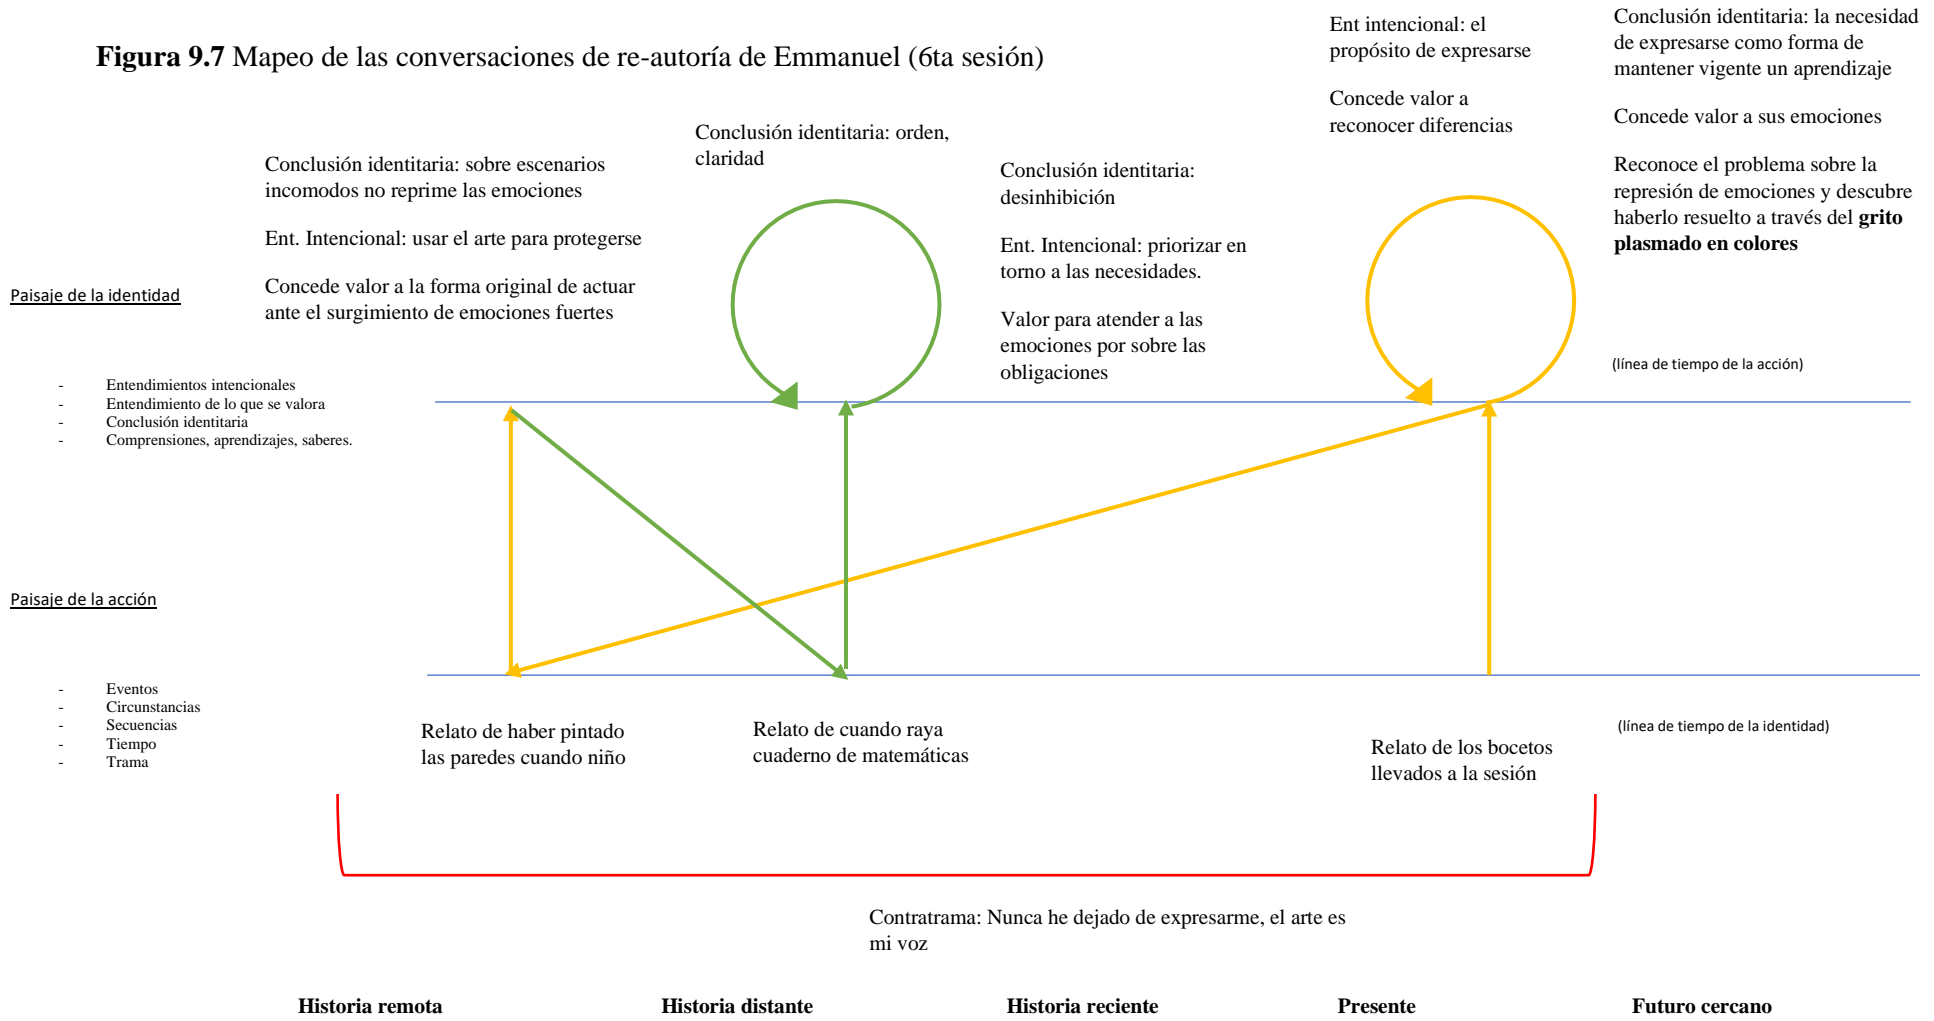 Figura 9.7 Mapeo de las conversaciones de re-autoría de Emmanuel (6ta sesión)
Ent intencional: el
propósito de expresarse
Concede valor a
reconocer diferencias
Conclusión identitaria: la necesidad
de expresarse como forma de
mantener vigente un aprendizaje
Concede valor a sus emociones
Reconoce el problema sobre la
represión de emociones y descubre
haberlo resuelto a través del grito
plasmado en colores
Conclusión identitaria: orden,
claridad
Conclusión identitaria: sobre escenarios
incomodos no reprime las emociones
Ent. Intencional: usar el arte para protegerse
Concede valor a la forma original de actuar
ante el surgimiento de emociones fuertes
Conclusión identitaria:
desinhibición
Ent. Intencional: priorizar en
torno a las necesidades.
Valor para atender a las
emociones por sobre las
obligaciones
Paisaje de la identidad
(línea de tiempo de la acción)
- Entendimientos intencionales
- Entendimiento de lo que se valora
- Conclusión identitaria
- Comprensiones, aprendizajes, saberes.
Paisaje de la acción
- Eventos
- Circunstancias
- Secuencias
- Tiempo
- Trama
Relato de haber pintado
las paredes cuando niño
Relato de cuando raya
cuaderno de matemáticas
Relato de los bocetos
llevados a la sesión
(línea de tiempo de la identidad)
Contratrama: Nunca he dejado de expresarme, el arte es
mi voz
Historia remota
Historia distante
Historia reciente
Presente
Futuro cercano